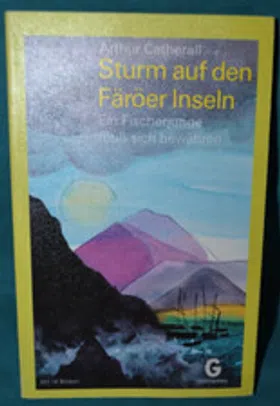 Arthur Catherall
Sturm auf den
Färöer Inseln
Ein Fischerjunge
muß sich bewähren
G